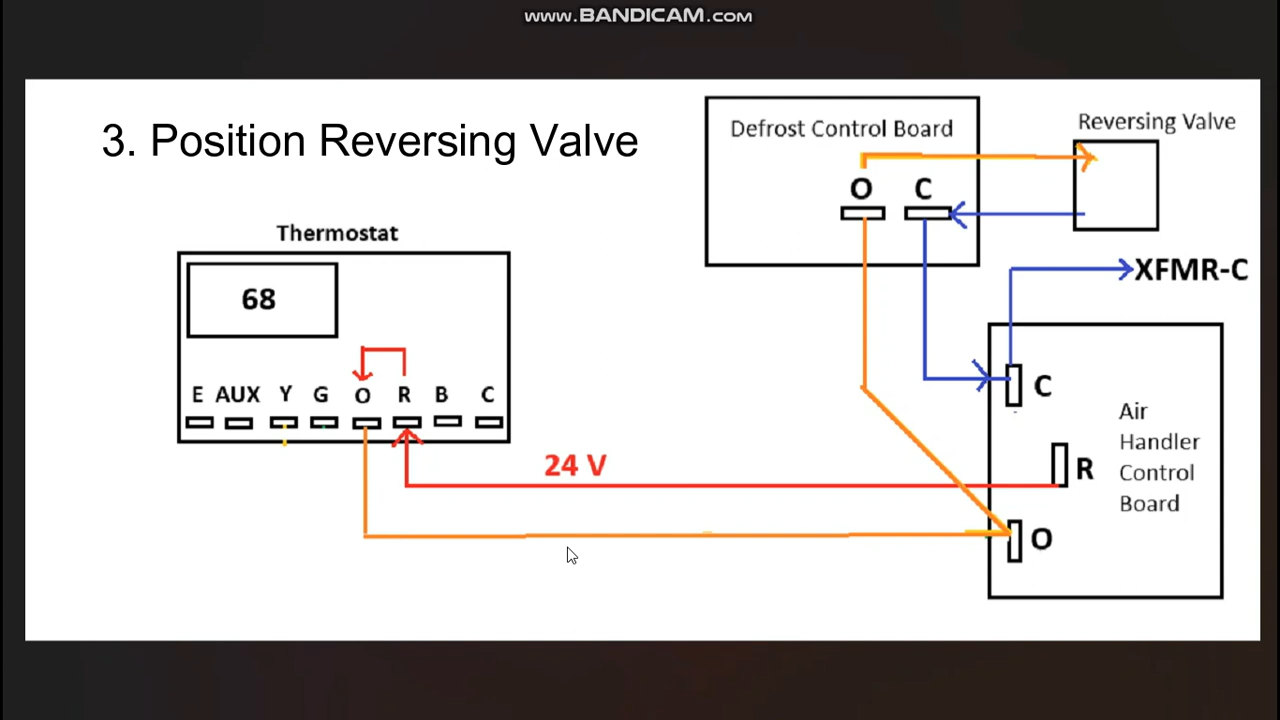 www.BANDICAM.com
3. Position Reversing Valve
Defrost Control Board
Reversing Valve
O C
Thermostat
68
XFMR-C
E AUX Y G O R B C
C
Air
Handler
Control
Board
R
24 V
O